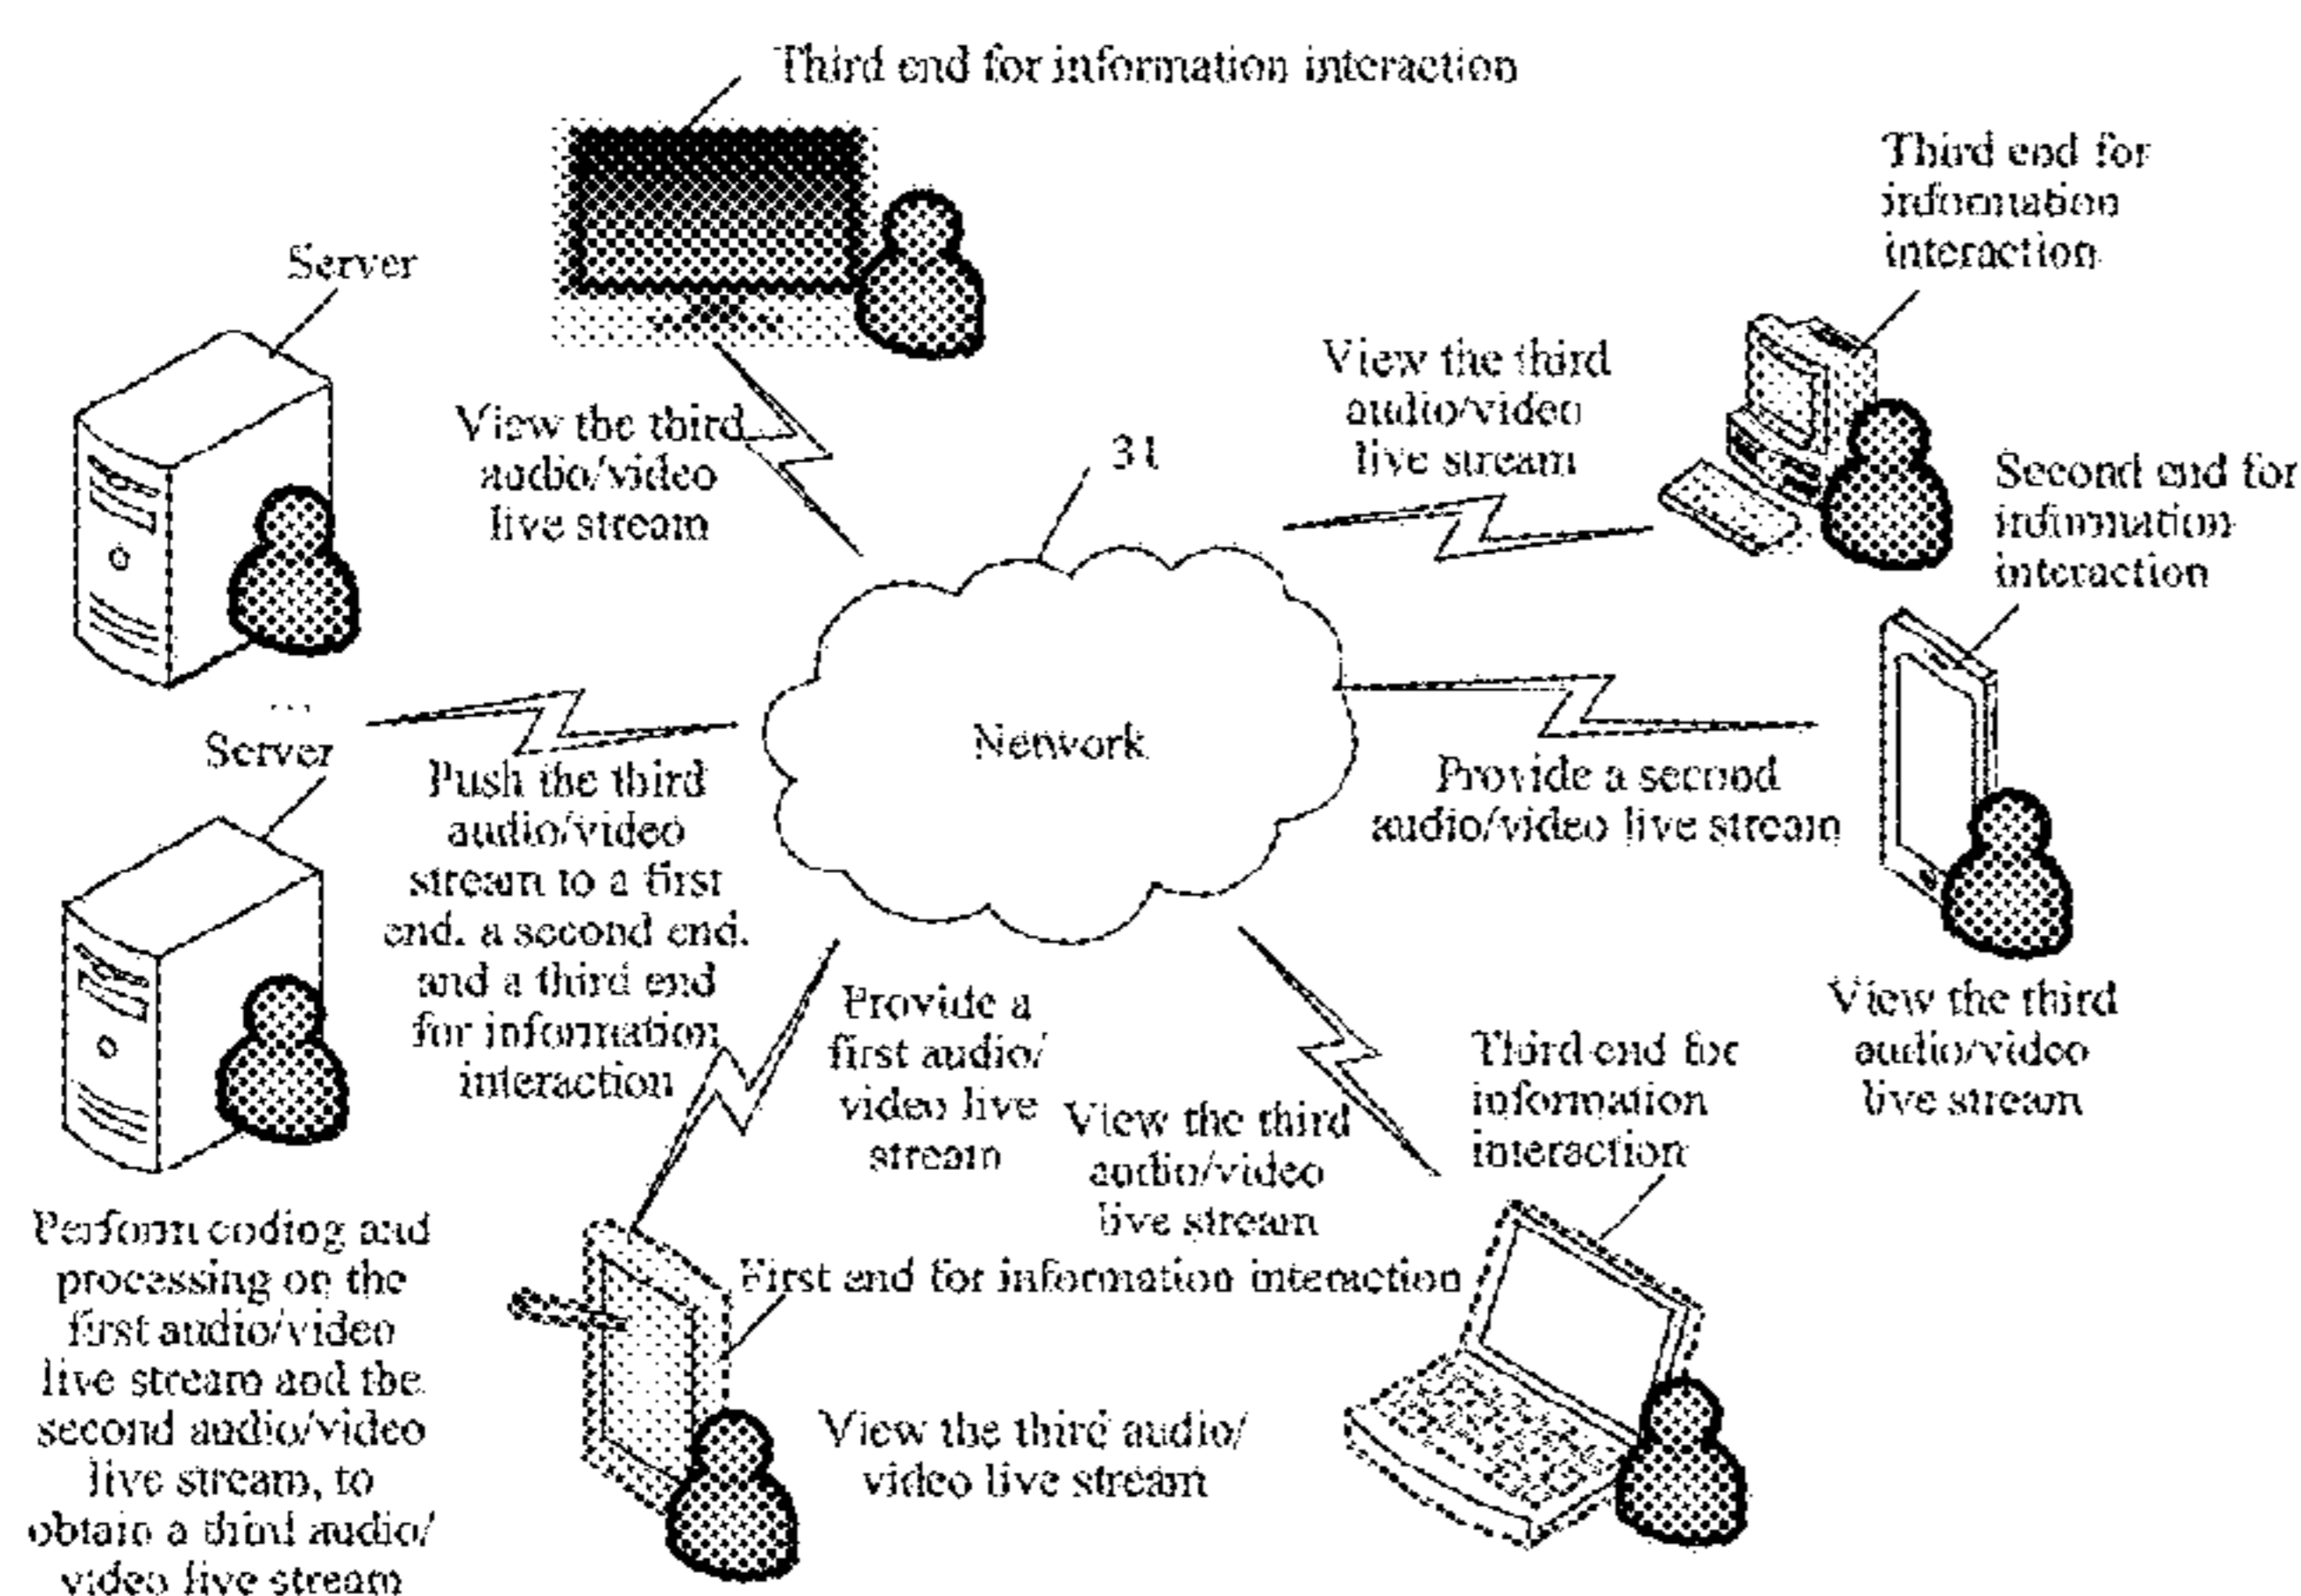 Third end for information interaction
Server
View the third
audio/video
live stream
31
View the third
audio/video
live stream
Third end for
information
interaction
Second end for
information
interaction
...
Server
Push the third
audio/video
stream to a first
end, a second end,
and a third end
for information
interaction
Network
Provide a second
audio/video live stream
View the third
audio/video
live stream
Provide a
first audio/
video live
stream
View the third
audio/video
live stream
Third end for
information
interaction
First end for information interaction
View the third audio/
video live stream
Perform coding and
processing on the
first audio/video
live stream and the
second audio/video
live stream, to
obtain a third audio/
video live stream